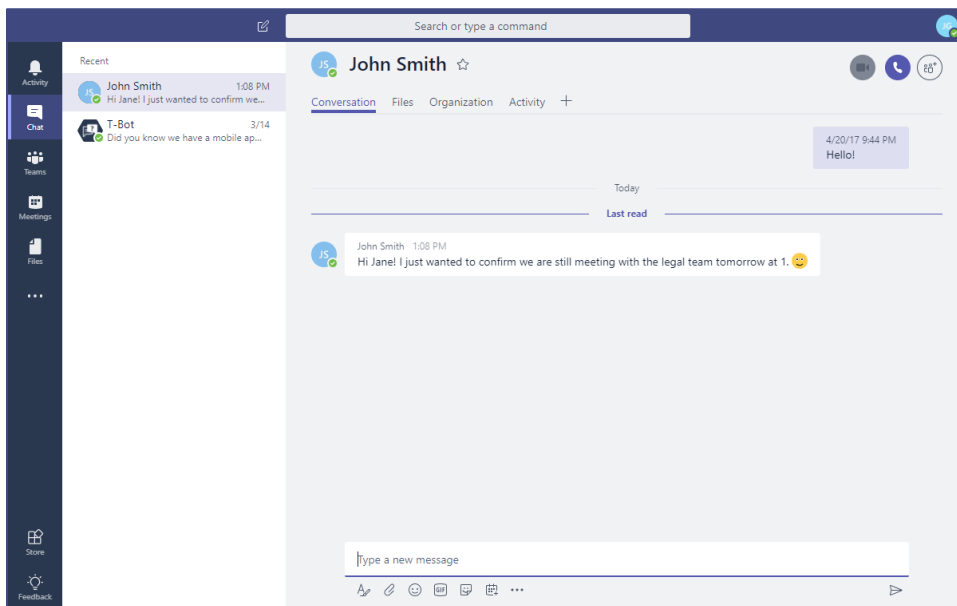 Search or type a command
JG
Activity
Chat
Teams
Meetings
Files
Store
Feedback
Recent
John Smith 1:08 PM
Hi Jane! I just wanted to confirm we...
T-Bot 3/14
Did you know we have a mobile ap...
JS
JS John Smith
Conversation Files Organization Activity
4/20/17 9:44 PM
Hello!
Today
Last read
JS
John Smith 1:08 PM
Hi Jane! I just wanted to confirm we are still meeting with the legal team tomorrow at 1.
Type a new message
GIF